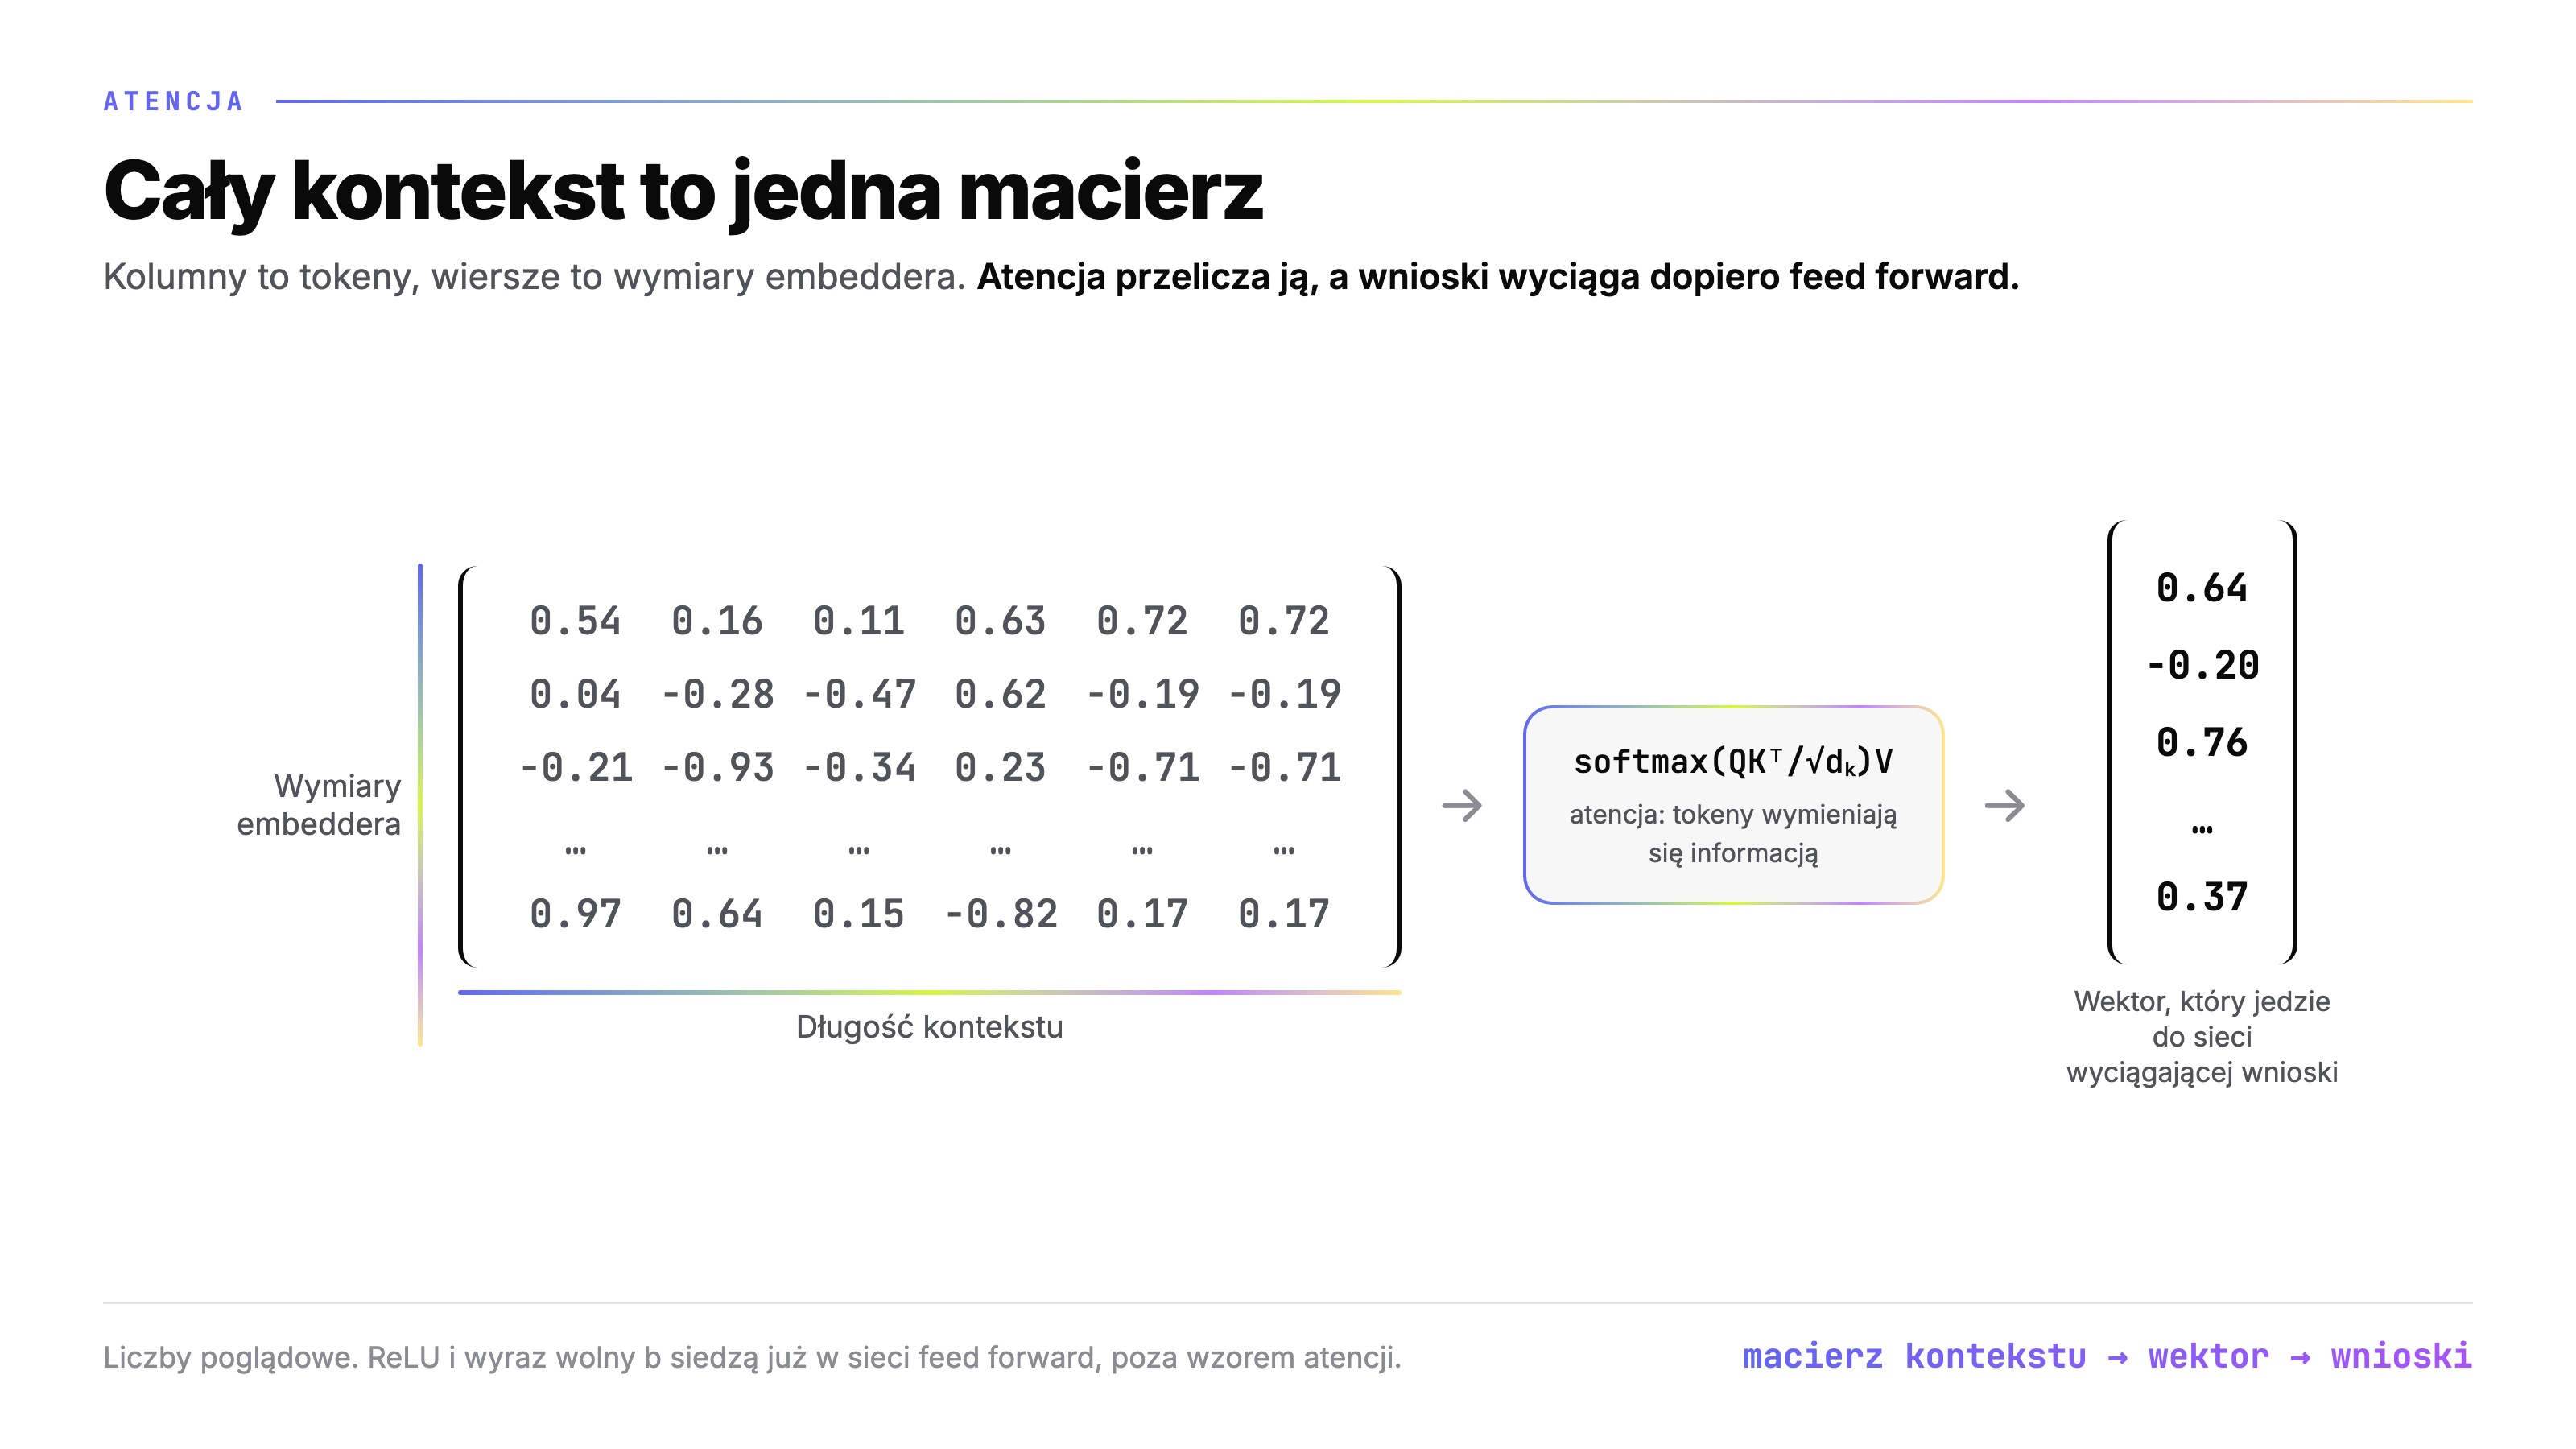 ATENCJA
Cały kontekst to jedna macierz
Kolumny to tokeny, wiersze to wymiary embeddera. Atencja przelicza ją, a wnioski wyciąga dopiero feed forward.
Wymiary
embeddera
0.54 0.16 0.11 0.63 0.72 0.72
0.04 -0.28 -0.47 0.62 -0.19 -0.19
-0.21 -0.93 -0.34 0.23 -0.71 -0.71
… … … … … …
0.97 0.64 0.15 -0.82 0.17 0.17
Długość kontekstu
→
softmax(QKᵀ/√dₖ)V
atencja: tokeny wymieniają
się informacją
→
0.64
-0.20
0.76
…
0.37
Wektor, który jedzie
do sieci
wyciągającej wnioski
Liczby poglądowe. ReLU i wyraz wolny b siedzą już w sieci feed forward, poza wzorem atencji.
macierz kontekstu → wektor → wnioski